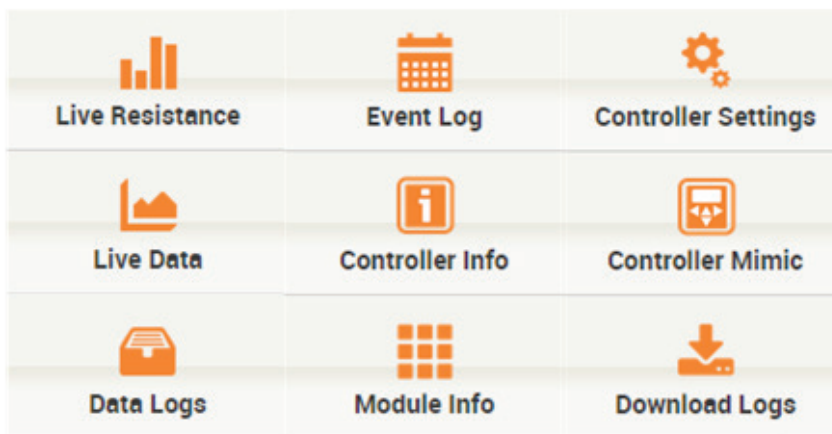 Live Resistance
Event Log
Controller Settings
Live Data
Controller Info
Controller Mimic
Data Logs
Module Info
Download Logs